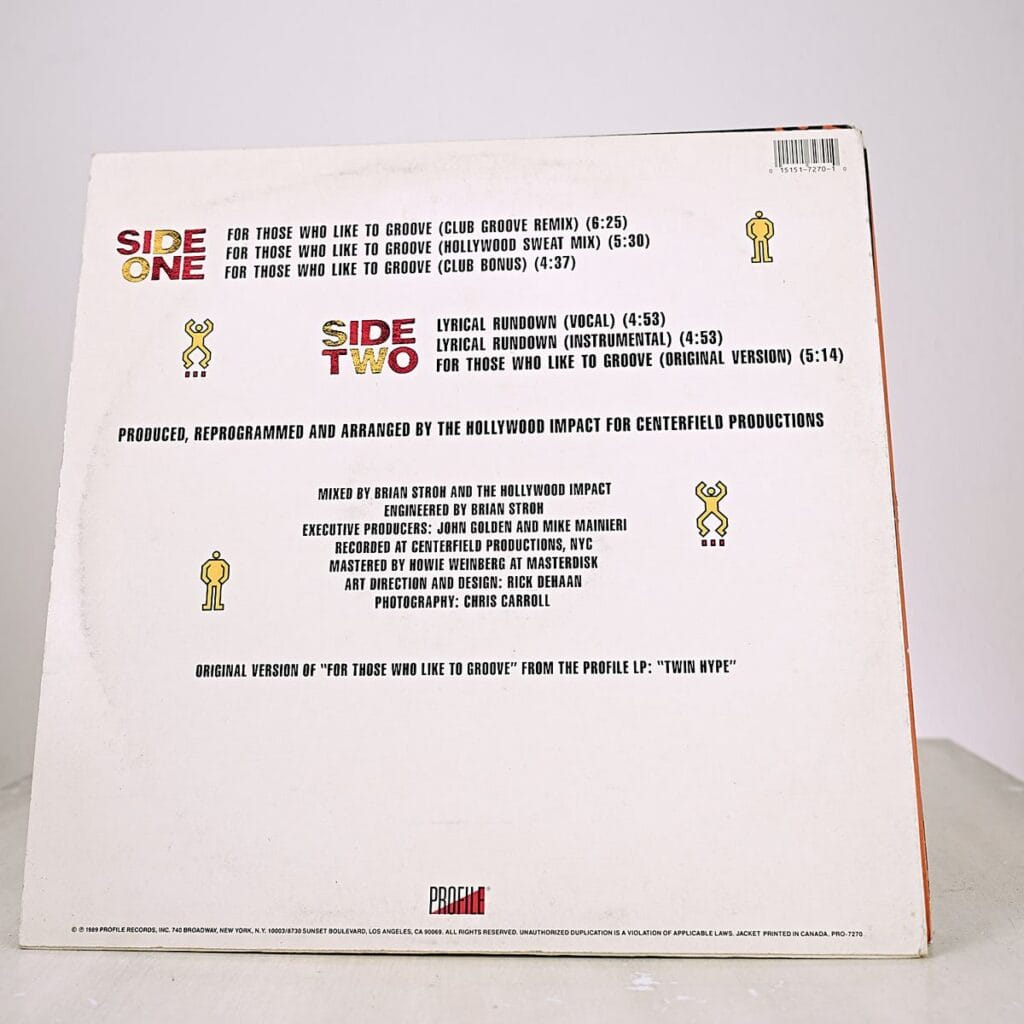 0 15151-7270-1 0
SIDE ONE
FOR THOSE WHO LIKE TO GROOVE (CLUB GROOVE REMIX) (6:25)
FOR THOSE WHO LIKE TO GROOVE (HOLLYWOOD SWEAT MIX) (5:30)
FOR THOSE WHO LIKE TO GROOVE (CLUB BONUS) (4:37)
SIDE TWO
LYRICAL RUNDOWN (VOCAL) (4:53)
LYRICAL RUNDOWN (INSTRUMENTAL) (4:53)
FOR THOSE WHO LIKE TO GROOVE (ORIGINAL VERSION) (5:14)
PRODUCED, REPROGRAMMED AND ARRANGED BY THE HOLLYWOOD IMPACT FOR CENTERFIELD PRODUCTIONS
MIXED BY BRIAN STROH AND THE HOLLYWOOD IMPACT
ENGINEERED BY BRIAN STROH
EXECUTIVE PRODUCERS: JOHN GOLDEN AND MIKE MAINIERI
RECORDED AT CENTERFIELD PRODUCTIONS, NYC
MASTERED BY HOWIE WEINBERG AT MASTERDISK
ART DIRECTION AND DESIGN: RICK DEHAAN
PHOTOGRAPHY: CHRIS CARROLL
ORIGINAL VERSION OF "FOR THOSE WHO LIKE TO GROOVE" FROM THE PROFILE LP: "TWIN HYPE"
PROFILE®
© ℗ 1989 PROFILE RECORDS, INC. 740 BROADWAY, NEW YORK, N.Y. 10003/8730 SUNSET BOULEVARD, LOS ANGELES, CA 90069. ALL RIGHTS RESERVED. UNAUTHORIZED DUPLICATION IS A VIOLATION OF APPLICABLE LAWS. JACKET PRINTED IN CANADA. PRO-7270